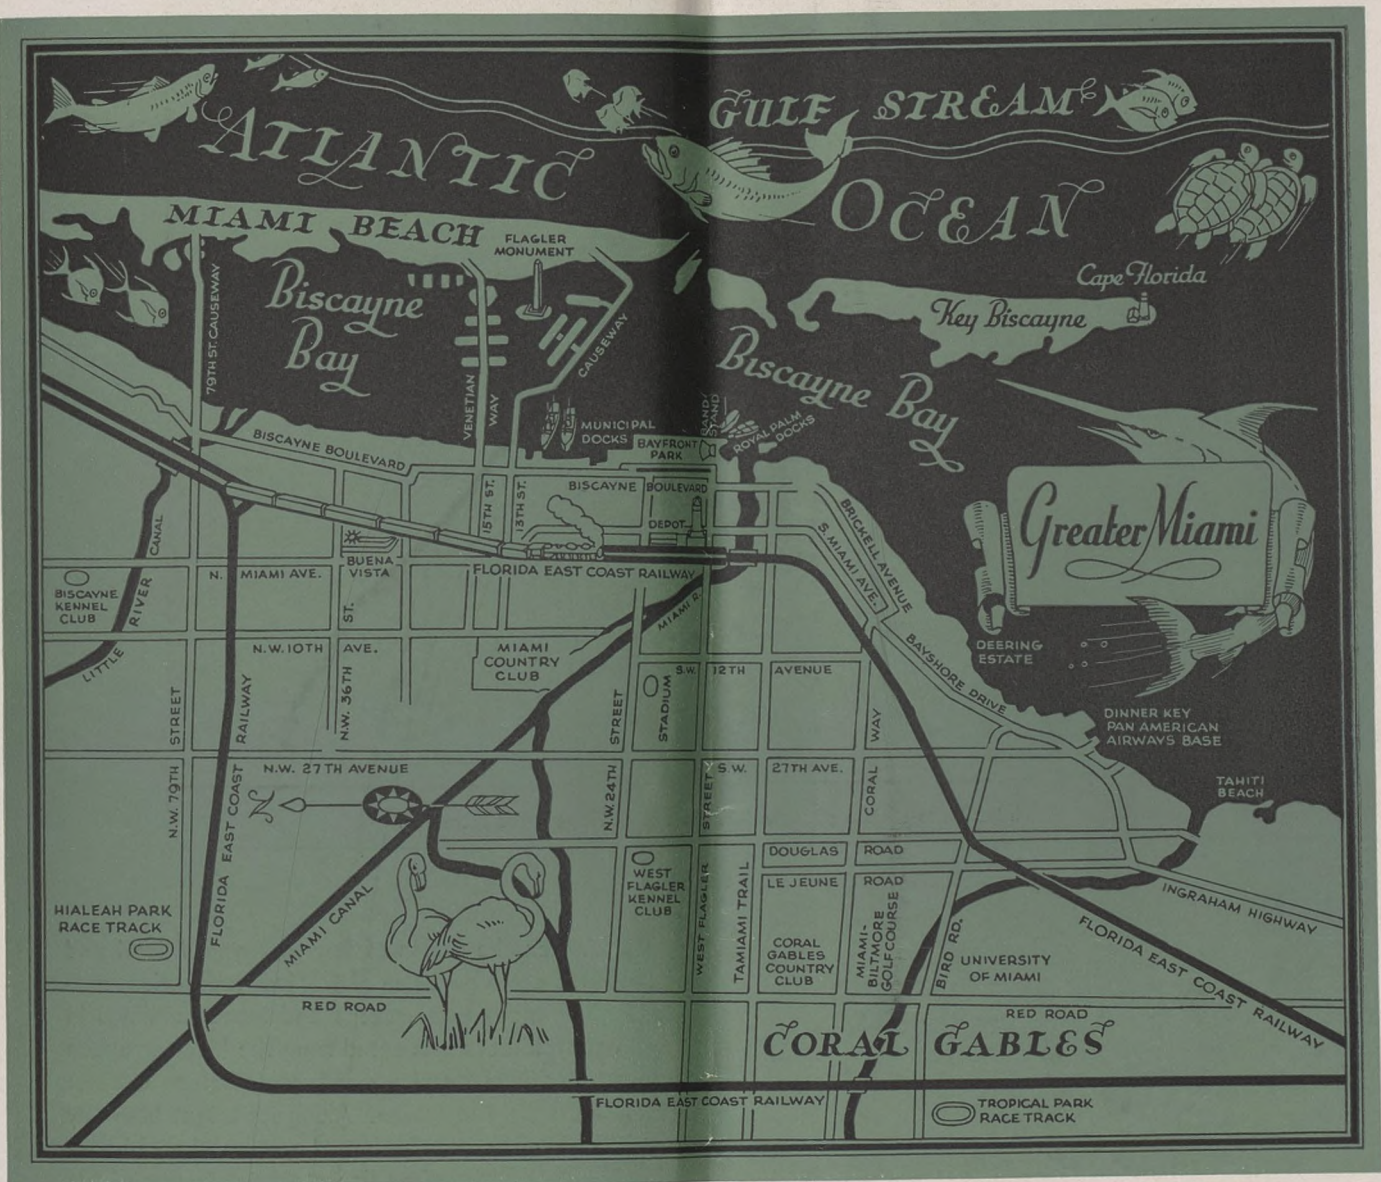 GULF STREAM
ATLANTIC
OCEAN
MIAMI BEACH
FLAGLER
MONUMENT
Cape Florida
Key Biscayne
Biscayne
Bay
Biscayne Bay
79TH ST. CAUSEWAY
VENETIAN
WAY
CAUSEWAY
MUNICIPAL
DOCKS
BAYFRONT
PARK
BAND
STAND
ROYAL PALM
DOCKS
BISCAYNE BOULEVARD
BISCAYNE BOULEVARD
15TH ST.
13TH ST.
DEPOT
Greater Miami
BRICKELL AVENUE
S. MIAMI AVE.
CANAL
RIVER
LITTLE
BUENA
VISTA
FLORIDA EAST COAST RAILWAY
N. MIAMI AVE.
BISCAYNE
KENNEL
CLUB
ST.
MIAMI R.
N.W. 10TH AVE.
MIAMI
COUNTRY
CLUB
DEERING
ESTATE
BAYSHORE DRIVE
S.W. 12TH AVENUE
STADIUM
N.W. 36TH
STREET
RAILWAY
STREET
WAY
DINNER KEY
PAN AMERICAN
AIRWAYS BASE
N.W. 27TH AVENUE
S.W. 27TH AVE.
TAHITI
BEACH
N
N.W. 79TH
FLORIDA EAST COAST
N.W. 24TH
STREET
CORAL
DOUGLAS ROAD
WEST
FLAGLER
KENNEL
CLUB
LE JEUNE ROAD
WEST FLAGLER
TAMIAMI TRAIL
MIAMI-
BILTMORE
GOLFCOURSE
INGRAHAM HIGHWAY
HIALEAH PARK
RACE TRACK
MIAMI CANAL
CORAL
GABLES
COUNTRY
CLUB
BIRD RD.
UNIVERSITY
OF MIAMI
FLORIDA EAST COAST RAILWAY
RED ROAD
RED ROAD
CORAL GABLES
FLORIDA EAST COAST RAILWAY
TROPICAL PARK
RACE TRACK